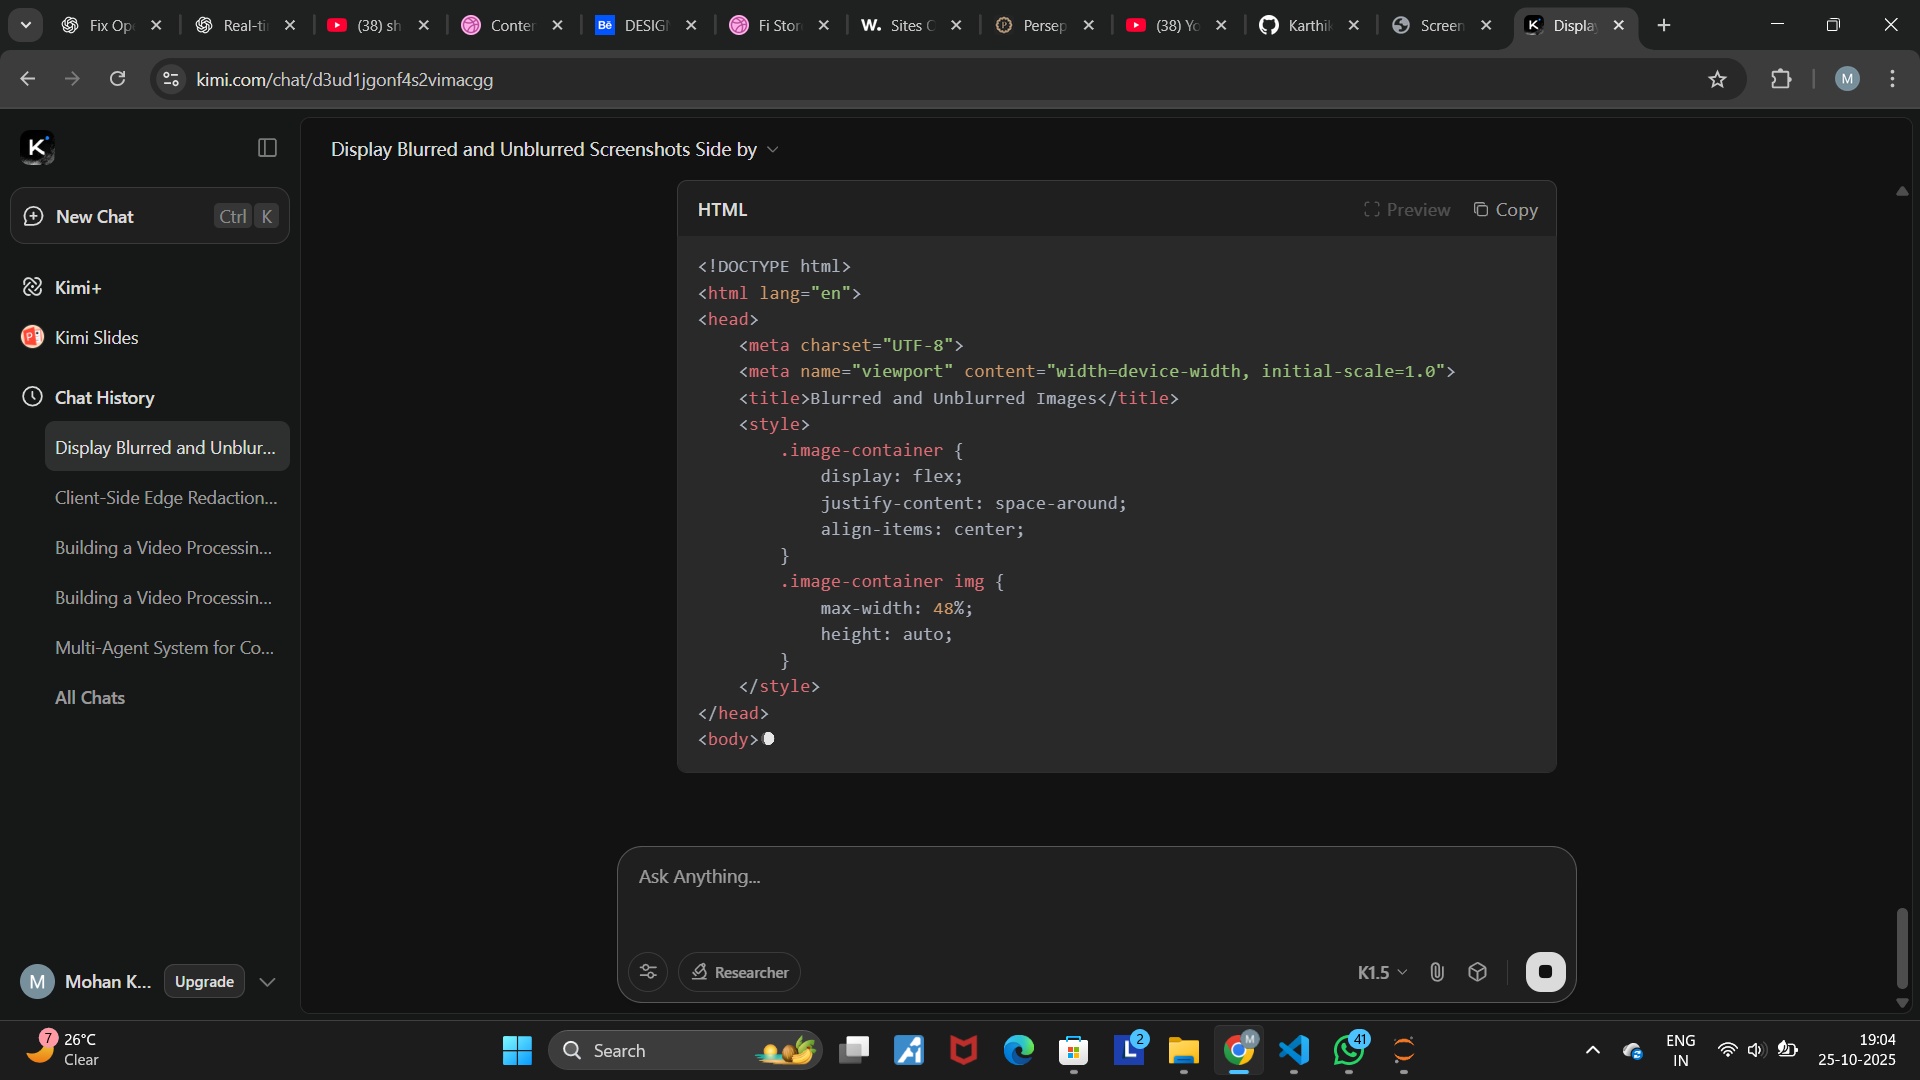 Fix Op
Real-ti
(38) sh
Conter
Bē
DESIG
Fi Stor
W.
Sites
Persep
(38) Yo
Karthik
Screen
K
Displa
kimi.com/chat/d3ud1jgonf4s2vimacgg
M
K
Display Blurred and Unblurred Screenshots Side by
New Chat
Ctrl K
Kimi+
Kimi Slides
Chat History
Display Blurred and Unblur...
Client-Side Edge Redaction...
Building a Video Processin...
Building a Video Processin...
Multi-Agent System for Co...
All Chats
HTML
Preview
Copy
<!DOCTYPE html>
<html lang="en">
<head>
<meta charset="UTF-8">
<meta name="viewport" content="width=device-width, initial-scale=1.0">
<title>Blurred and Unblurred Images</title>
<style>
.image-container {
display: flex;
justify-content: space-around;
align-items: center;
}
.image-container img {
max-width: 48%;
height: auto;
}
</style>
</head>
<body>
Ask Anything...
Researcher
K1.5
M
Mohan K...
Upgrade
7
26°C
Clear
Search
L
2
M
41
ENG
IN
19:04
25-10-2025